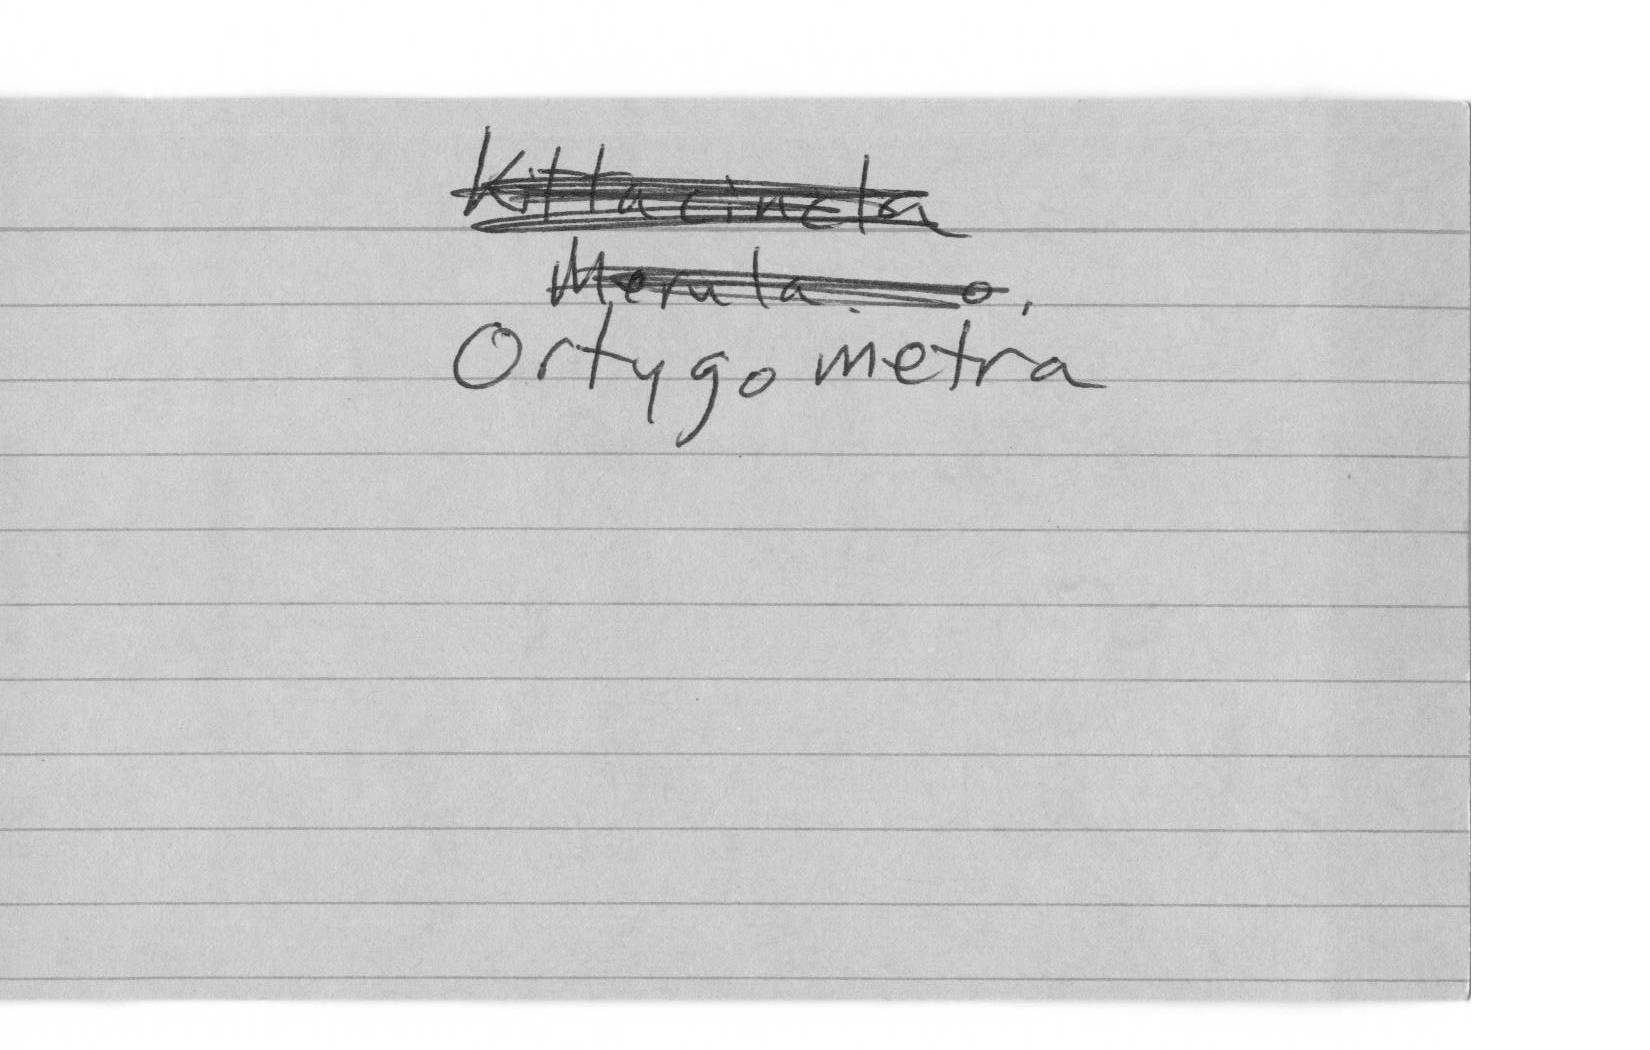 Kittacincla
Merula o,
Ortygometra